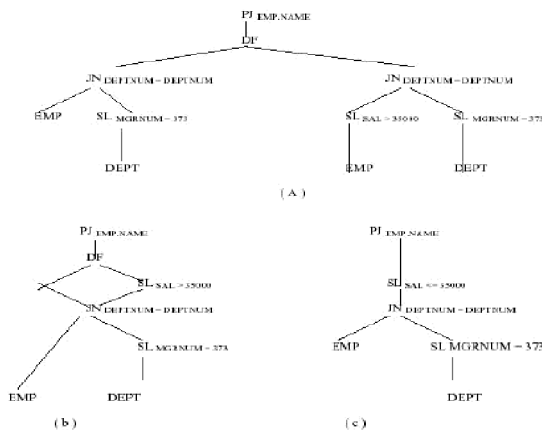 PJ EMP.NAME
DF
JN DEPTNUM=DEPTNUM JN DEPTNUM=DEPTNUM
EMP SL MGRNUM=373 SL SAL>35000 SL MGRNUM=373
DEPT EMP DEPT
( A )
PJ EMP.NAME PJ EMP.NAME
DF
SL SAL>35000 SL SAL<=35000
JN DEPTNUM=DEPTNUM JN DEPTNUM=DEPTNUM
SL MGRNUM=373 EMP SL MGRNUM=373
EMP DEPT DEPT
( b ) ( c )